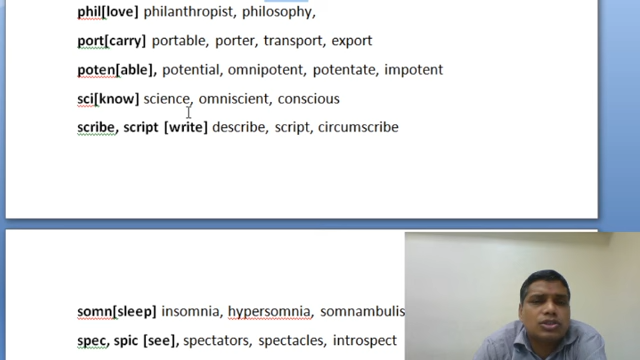 phil[love] philanthropist, philosophy,
port[carry) portable, porter, transport, export
poten[able), potential, omnipotent, potentate, impotent
sci[know] science, omniscient, conscious
scribe, script [write] describe, script, circumscribe
somn[sleep] insomnia, hypersomnia, somnambulis
spec, spic [see], spectators, spectacles, introspect